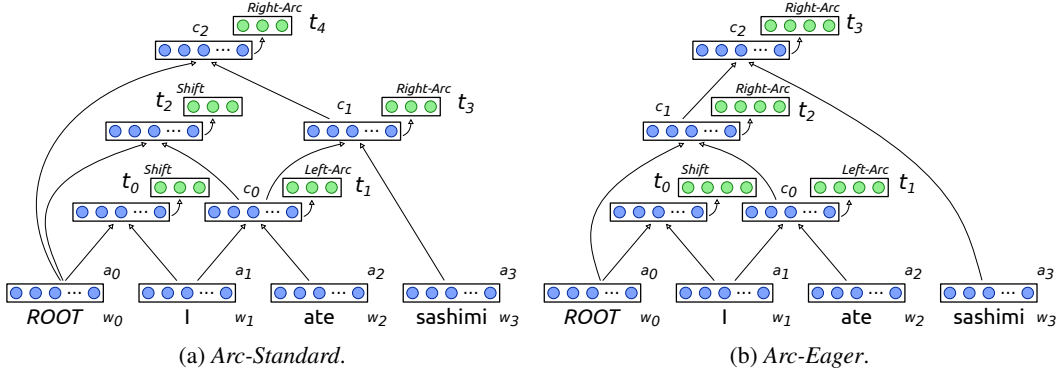 Right-Arc
c2 t4
Shift
t2
Right-Arc
c1 t3
Shift
t0
Left-Arc
c0 t1
a0 a1 a2 a3
ROOT w0 I w1 ate w2 sashimi w3
(a) Arc-Standard.
Right-Arc
c2 t3
Right-Arc
c1 t2
Shift
t0
Left-Arc
c0 t1
a0 a1 a2 a3
ROOT w0 I w1 ate w2 sashimi w3
(b) Arc-Eager.